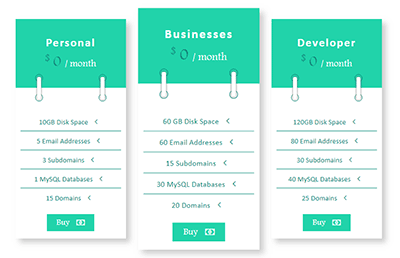 Personal
$ 0 / month
10GB Disk Space
5 Email Addresses
3 Subdomains
1 MySQL Databases
15 Domains
Buy
Businesses
$ 0 / month
60 GB Disk Space
60 Email Addresses
15 Subdomains
30 MySQL Databases
20 Domains
Buy
Developer
$ 0 / month
120GB Disk Space
80 Email Addresses
30 Subdomains
40 MySQL Databases
25 Domains
Buy